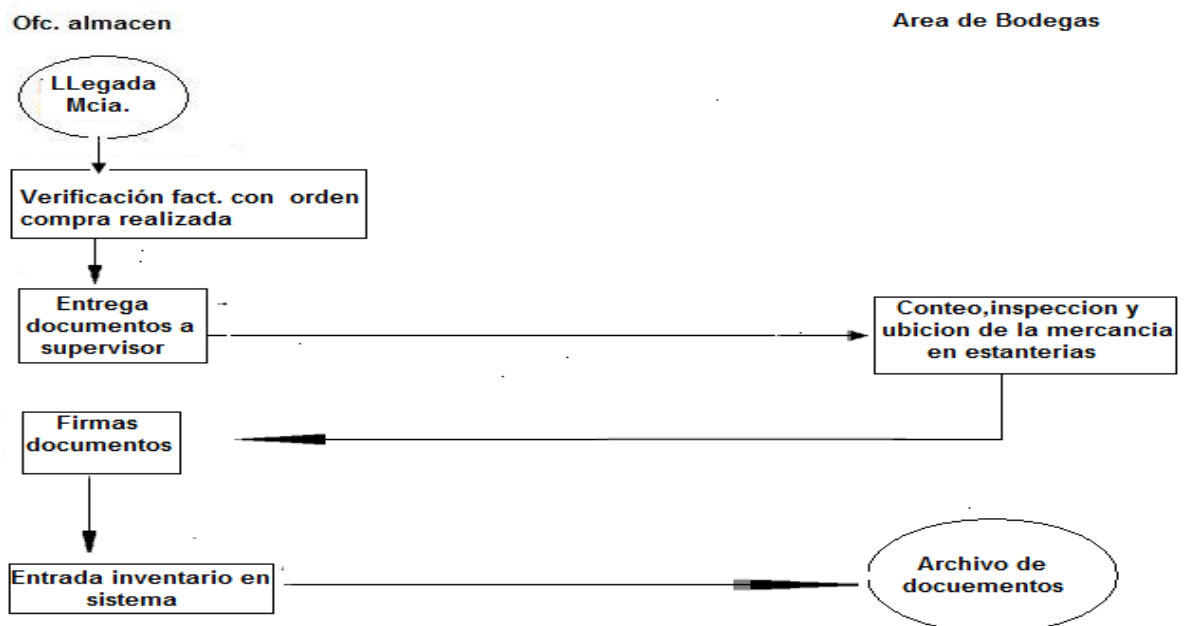 Ofc. almacen
Area de Bodegas
LLegada
Mcia.
Verificación fact. con orden
compra realizada
Entrega
documentos a
supervisor
Conteo,inspeccion y
ubicion de la mercancia
en estanterias
Firmas
documentos
Entrada inventario en
sistema
Archivo de
docuementos